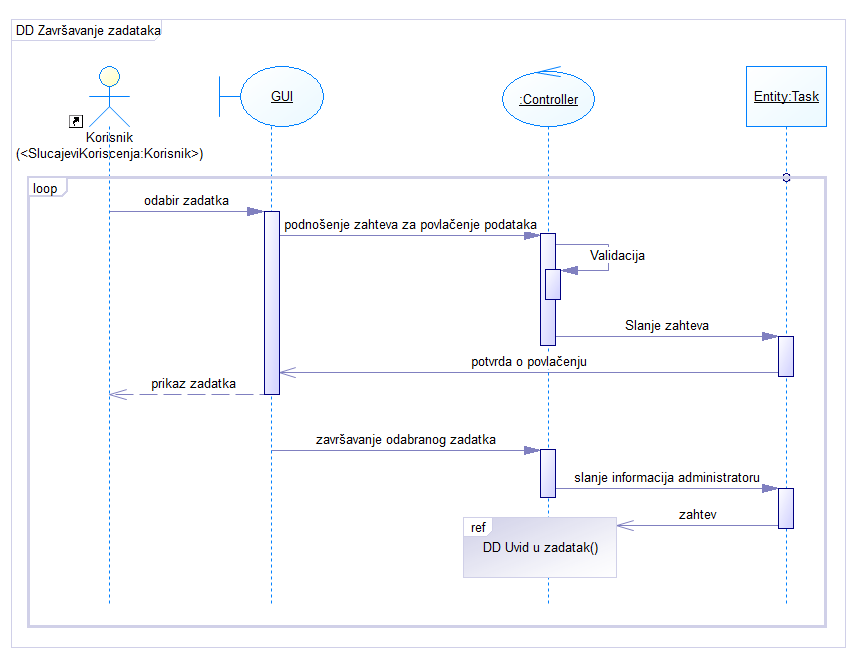 DD Završavanje zadataka
GUI
:Controller
Entity:Task
Korisnik
(<SlucajeviKoriscenja:Korisnik>)
loop
odabir zadatka
podnošenje zahteva za povlačenje podataka
Validacija
Slanje zahteva
potvrda o povlačenju
prikaz zadatka
završavanje odabranog zadatka
slanje informacija administratoru
zahtev
ref
DD Uvid u zadatak()